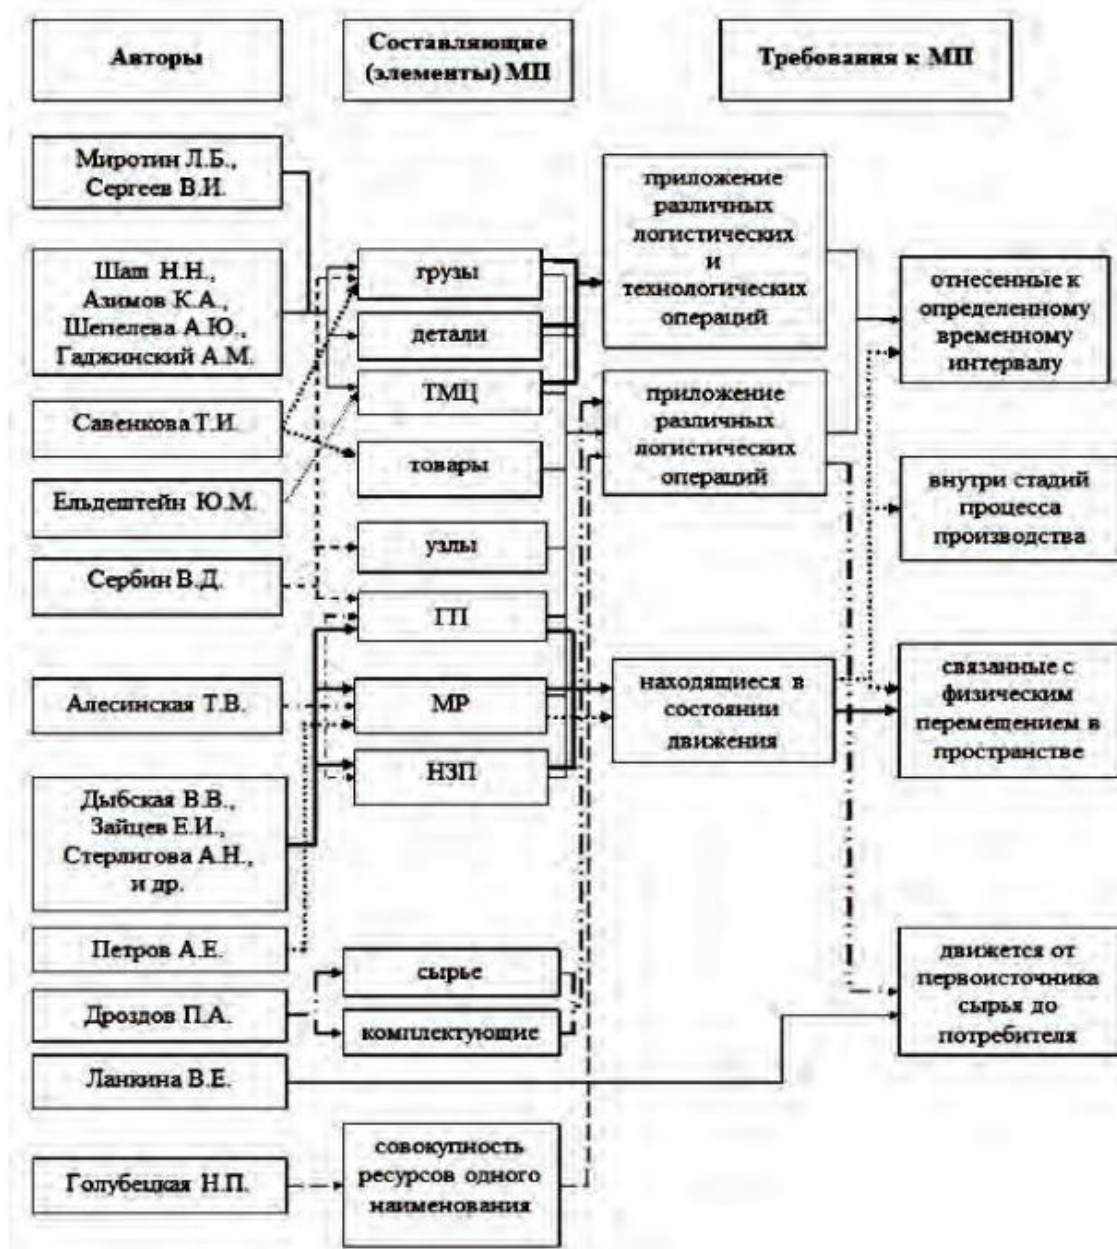 Авторы
Составляющие
(элементы) МП
Требования к МП
Миротин Л.Б.,
Сергеев В.И.
Шаш Н.Н.,
Азимов К.А.,
Шепелева А.Ю.,
Гаджинский А.М.
Савенкова Т.И.
Ельдештейн Ю.М.
Сербин В.Д.
Алесинская Т.В.
Дыбская В.В.,
Зайцев Е.И.,
Стерлигова А.Н.,
и др.
Петров А.Е.
Дроздов П.А.
Ланкина В.Е.
Голубецкая Н.П.
грузы
детали
ТМЦ
товары
узлы
ГП
МР
НЗП
сырье
комплектующие
совокупность
ресурсов одного
наименования
приложение
различных
логистических
и
технологических
операций
приложение
различных
логистических
операций
находящиеся в
состоянии
движения
отнесенные к
определенному
временному
интервалу
внутри стадий
процесса
производства
связанные с
физическим
перемещением в
пространстве
движется от
первоисточника
сырья до
потребителя